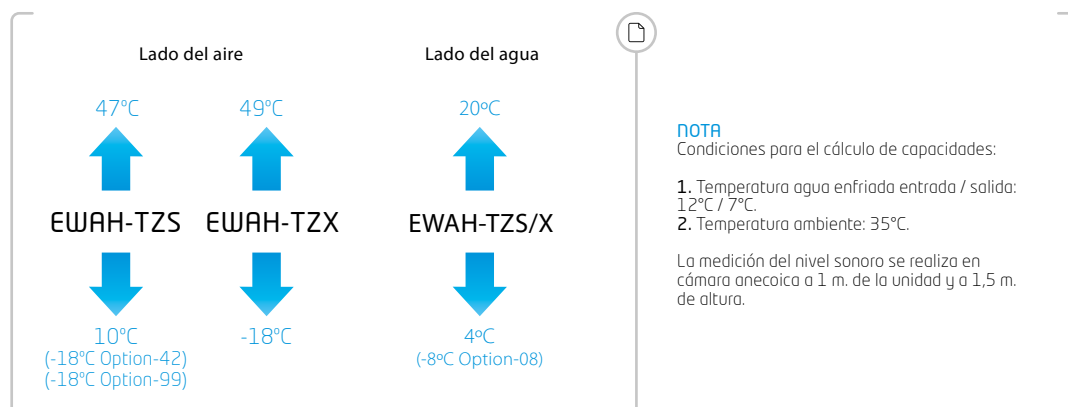 Lado del aire
Lado del agua
47°C
49°C
20ºC
EWAH-TZS
EWAH-TZX
EWAH-TZS/X
10°C
(-18°C Option-42)
(-18°C Option-99)
-18°C
4ºC
(-8ºC Option-08)
NOTA
Condiciones para el cálculo de capacidades:
1. Temperatura agua enfriada entrada / salida:
12°C / 7°C.
2. Temperatura ambiente: 35°C.
La medición del nivel sonoro se realiza en
cámara anecoica a 1 m. de la unidad y a 1,5 m.
de altura.